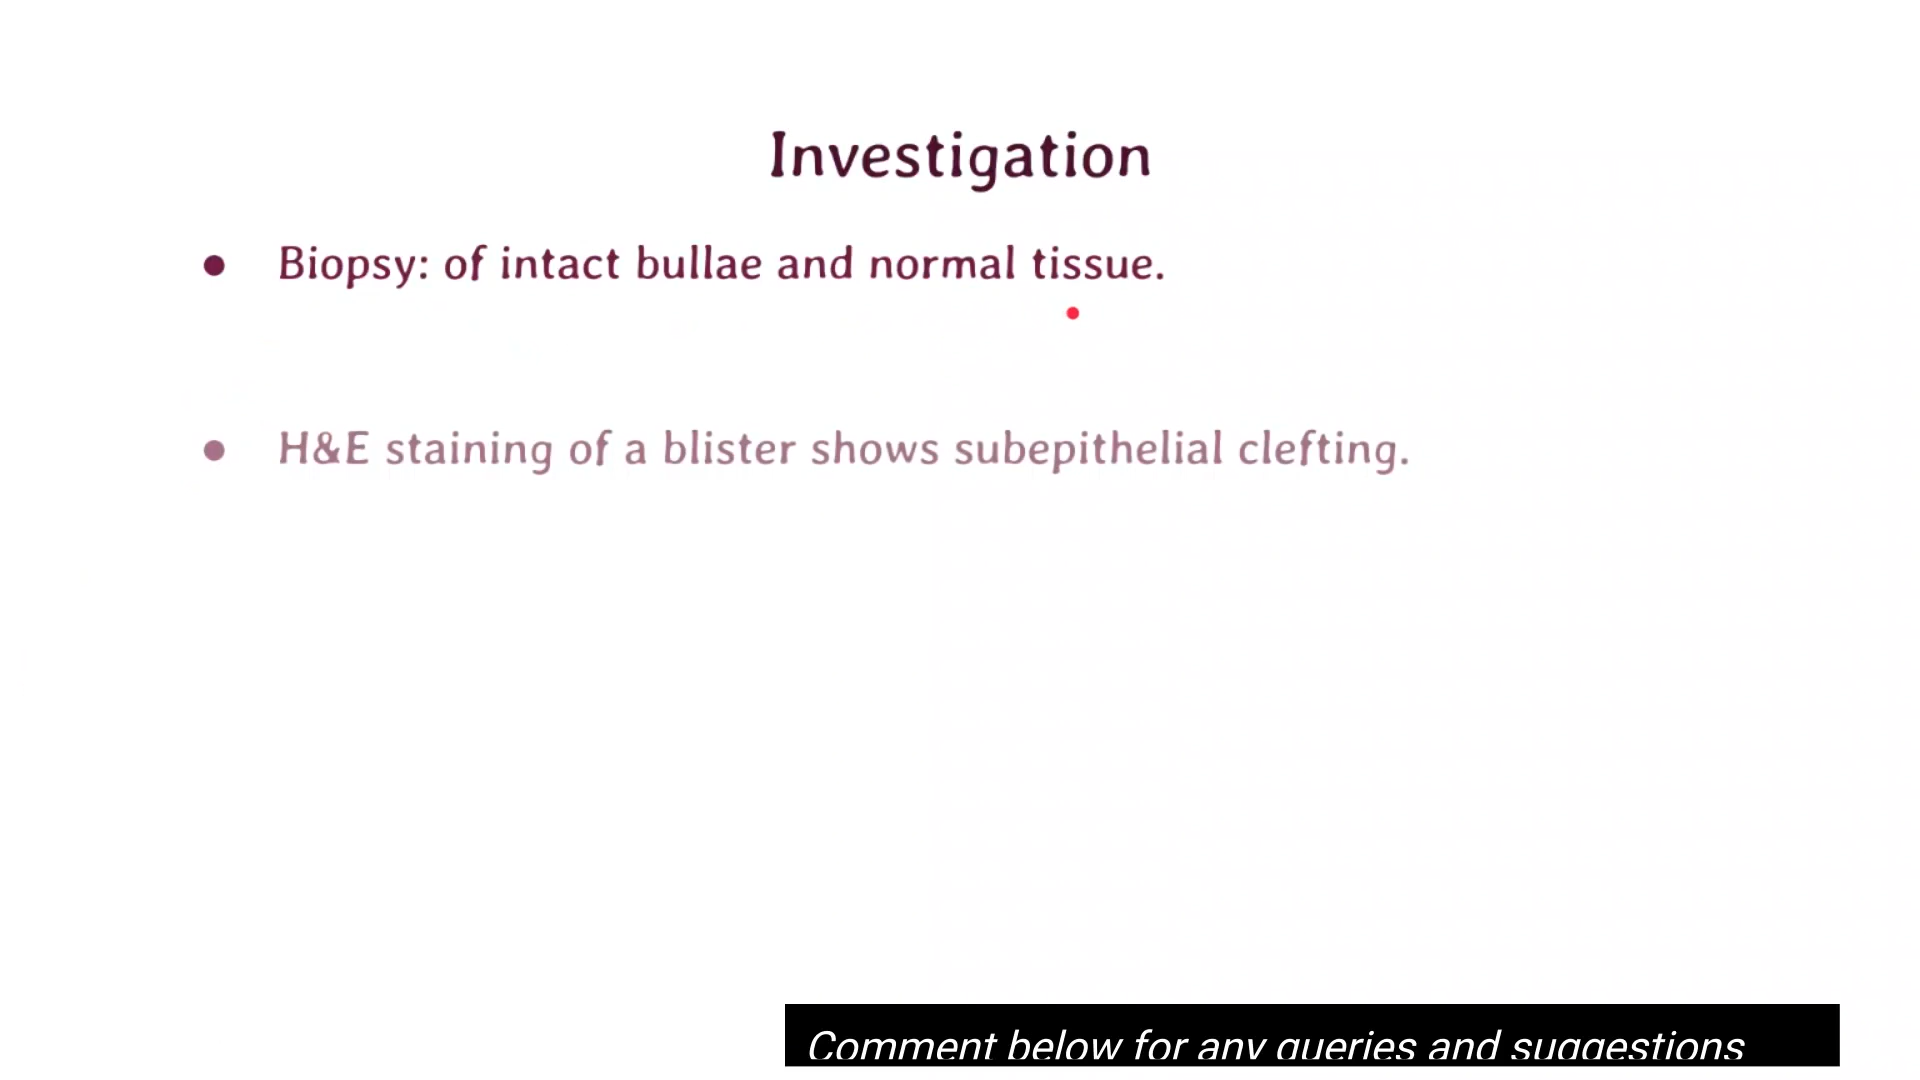 Investigation
● Biopsy: of intact bullae and normal tissue.
● H&E staining of a blister shows subepithelial clefting.
Comment below for any queries and suggestions